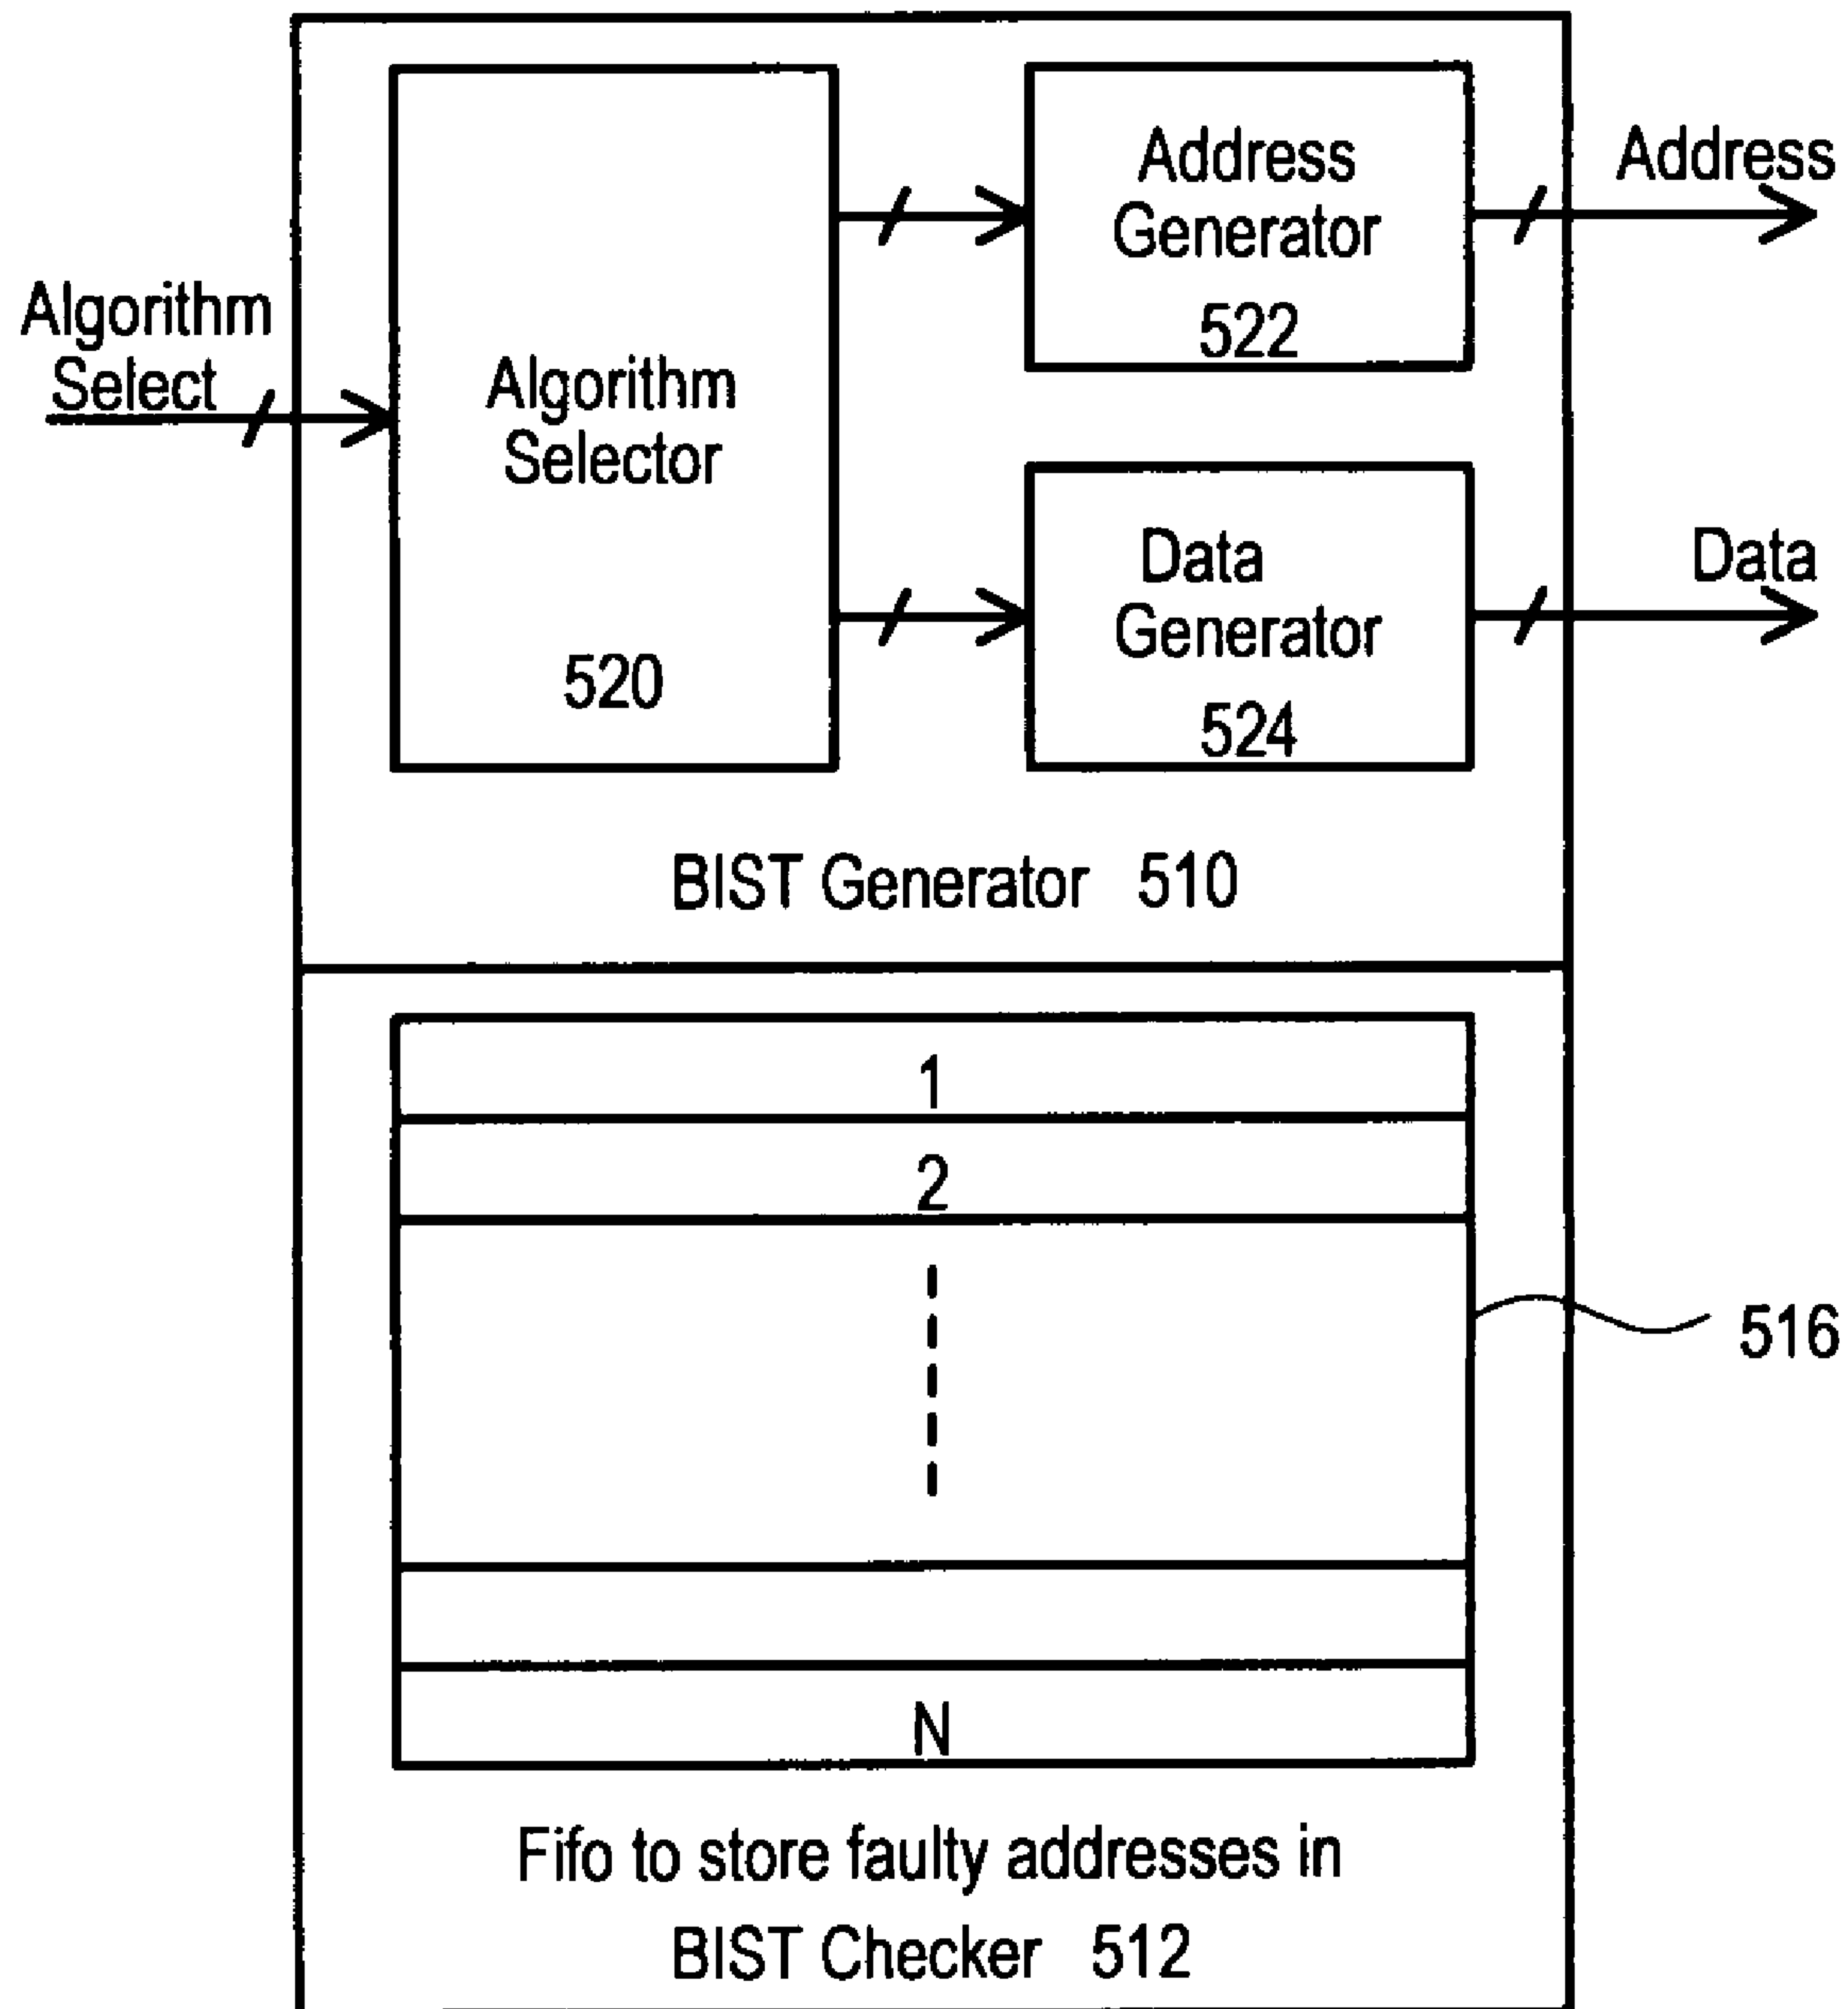 Algorithm
Select
Algorithm
Selector
520
Address
Generator
522
Address
Data
Generator
524
Data
BIST Generator 510
1
2
516
N
Fifo to store faulty addresses in
BIST Checker 512